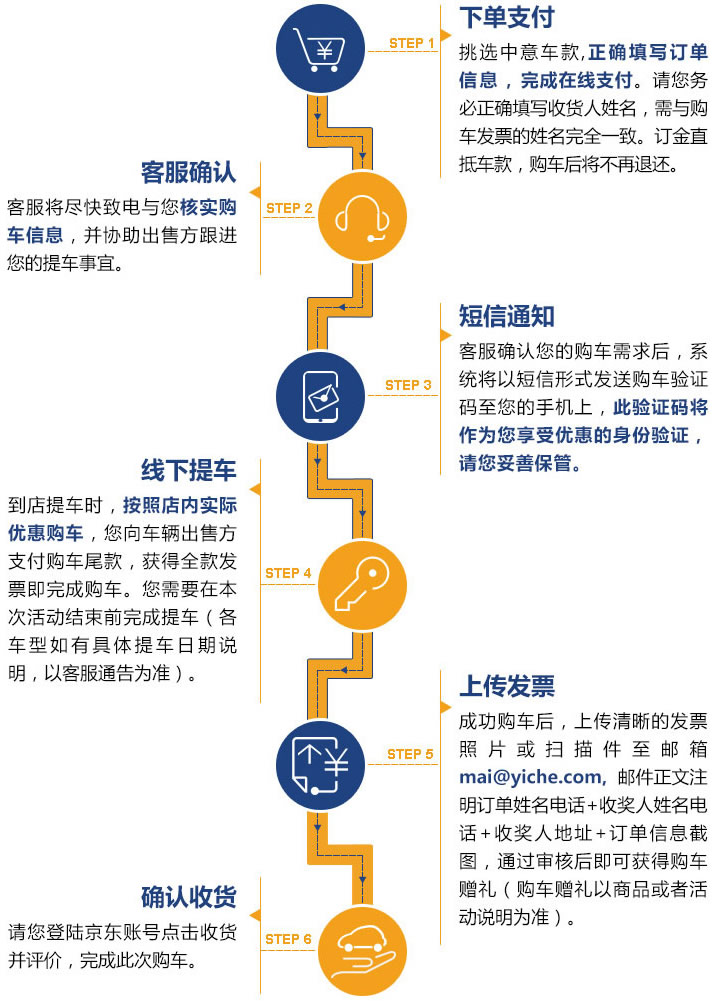 下单支付
STEP 1
挑选中意车款,正确填写订单
信息，完成在线支付。请您务
必正确填写收货人姓名，需与购
车发票的姓名完全一致。订金直
抵车款，购车后将不再退还。
客服确认
STEP 2
客服将尽快致电与您核实购
车信息，并协助出售方跟进
您的提车事宜。
短信通知
STEP 3
客服确认您的购车需求后，系
统将以短信形式发送购车验证
码至您的手机上，此验证码将
作为您享受优惠的身份验证，
请您妥善保管。
线下提车
STEP 4
到店提车时，按照店内实际
优惠购车，您向车辆出售方
支付购车尾款，获得全款发
票即完成购车。您需要在本
次活动结束前完成提车（各
车型如有具体提车日期说
明，以客服通告为准）。
上传发票
STEP 5
成功购车后，上传清晰的发票
照片或扫描件至邮箱
mai@yiche.com, 邮件正文注
明订单姓名电话+收奖人姓名电
话+收奖人地址+订单信息截
图，通过审核后即可获得购车
赠礼（购车赠礼以商品或者活
动说明为准）。
确认收货
STEP 6
请您登陆京东账号点击收货
并评价，完成此次购车。